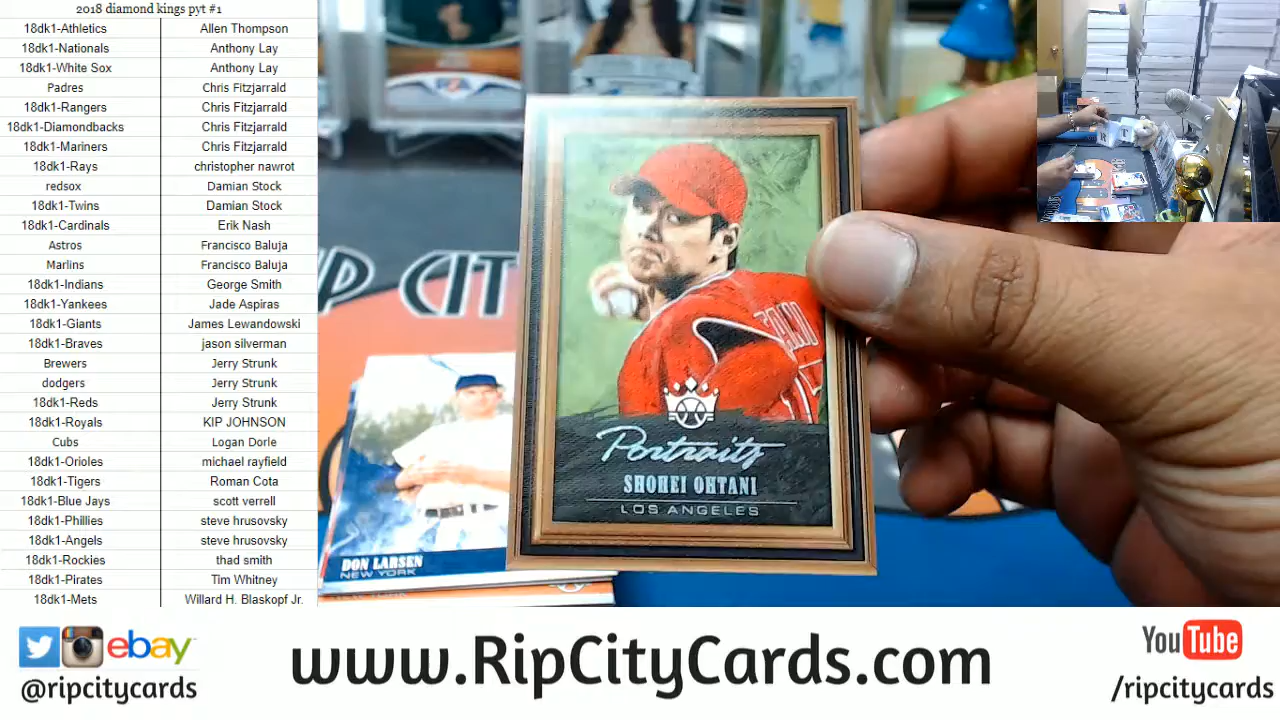 2018 diamond kings pyt #1
18dk1-Athletics Allen Thompson
18dk1-Nationals Anthony Lay
18dk1-White Sox Anthony Lay
Padres Chris Fitzjarrald
18dk1-Rangers Chris Fitzjarrald
18dk1-Diamondbacks Chris Fitzjarrald
18dk1-Mariners Chris Fitzjarrald
18dk1-Rays christopher nawrot
redsox Damian Stock
18dk1-Twins Damian Stock
18dk1-Cardinals Erik Nash
Astros Francisco Baluja
Marlins Francisco Baluja
18dk1-Indians George Smith
18dk1-Yankees Jade Aspiras
18dk1-Giants James Lewandowski
18dk1-Braves jason silverman
Brewers Jerry Strunk
dodgers Jerry Strunk
18dk1-Reds Jerry Strunk
18dk1-Royals KIP JOHNSON
Cubs Logan Dorle
18dk1-Orioles michael rayfield
18dk1-Tigers Roman Cota
18dk1-Blue Jays scott verrell
18dk1-Phillies steve hrusovsky
18dk1-Angels steve hrusovsky
18dk1-Rockies thad smith
18dk1-Pirates Tim Whitney
18dk1-Mets Willard H. Blaskopf Jr.
P CIT
DON LARSEN
NEW YORK
Portraits
SHOHEI OHTANI
LOS ANGELES
ebay
@ripcitycards
www.RipCityCards.com
YouTube
/ripcitycards